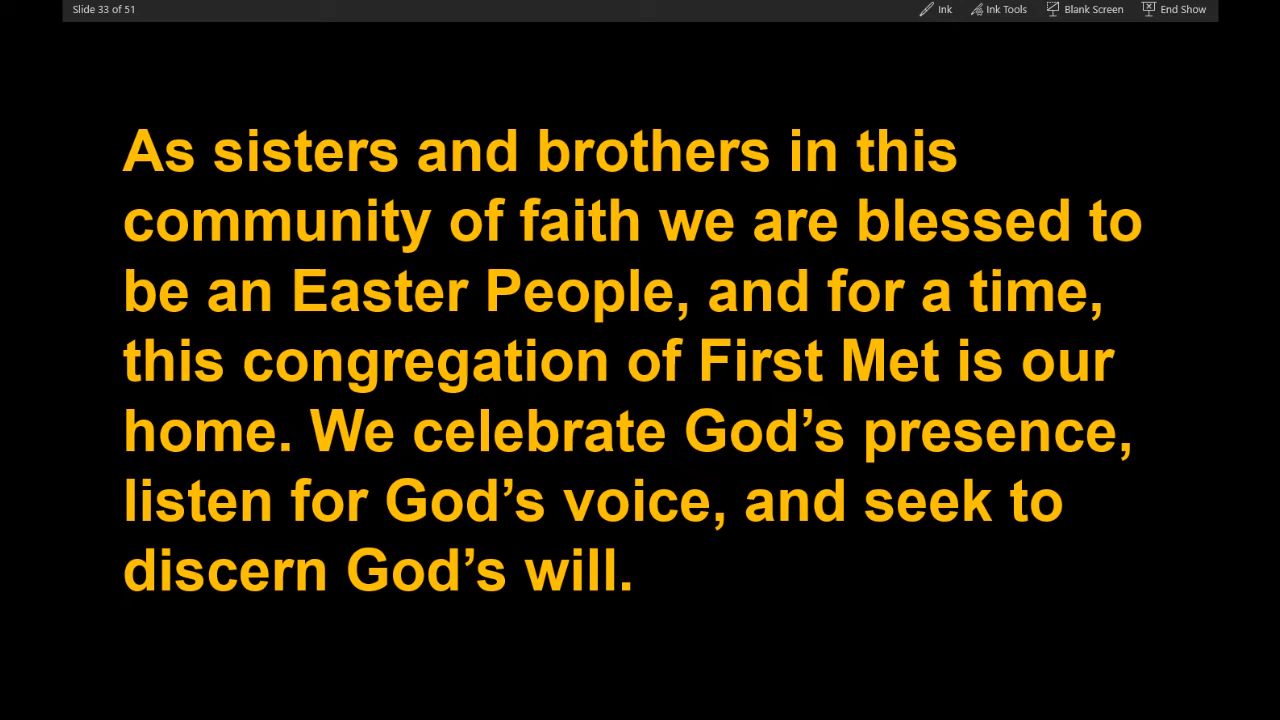 Slide 33 of 51 Ink Ink Tools Blank Screen End Show
As sisters and brothers in this
community of faith we are blessed to
be an Easter People, and for a time,
this congregation of First Met is our
home. We celebrate God’s presence,
listen for God’s voice, and seek to
discern God’s will.